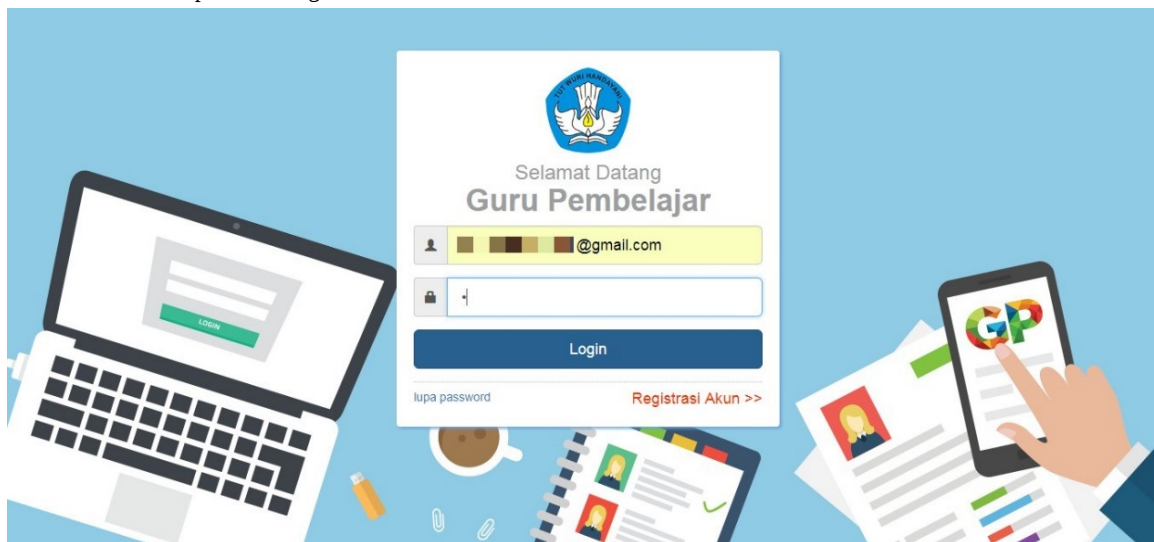 TUT WURI HANDAYANI
Selamat Datang
Guru Pembelajar
@gmail.com
Login
lupa password
Registrasi Akun >>
LOGIN
GP